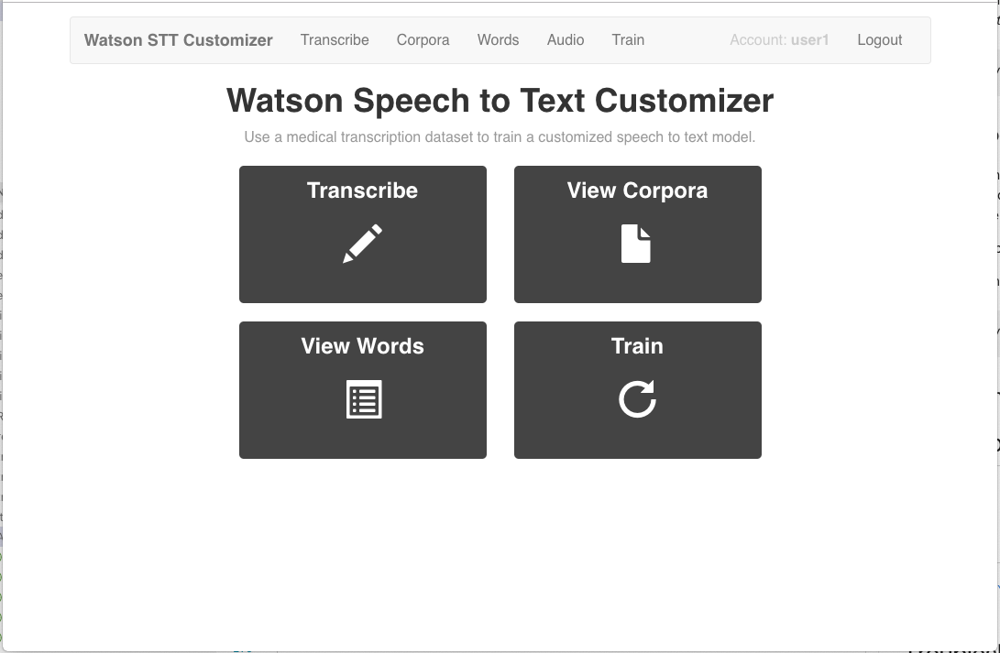 Watson STT Customizer Transcribe Corpora Words Audio Train Account: user1 Logout
Watson Speech to Text Customizer
Use a medical transcription dataset to train a customized speech to text model.
Transcribe View Corpora
View Words Train